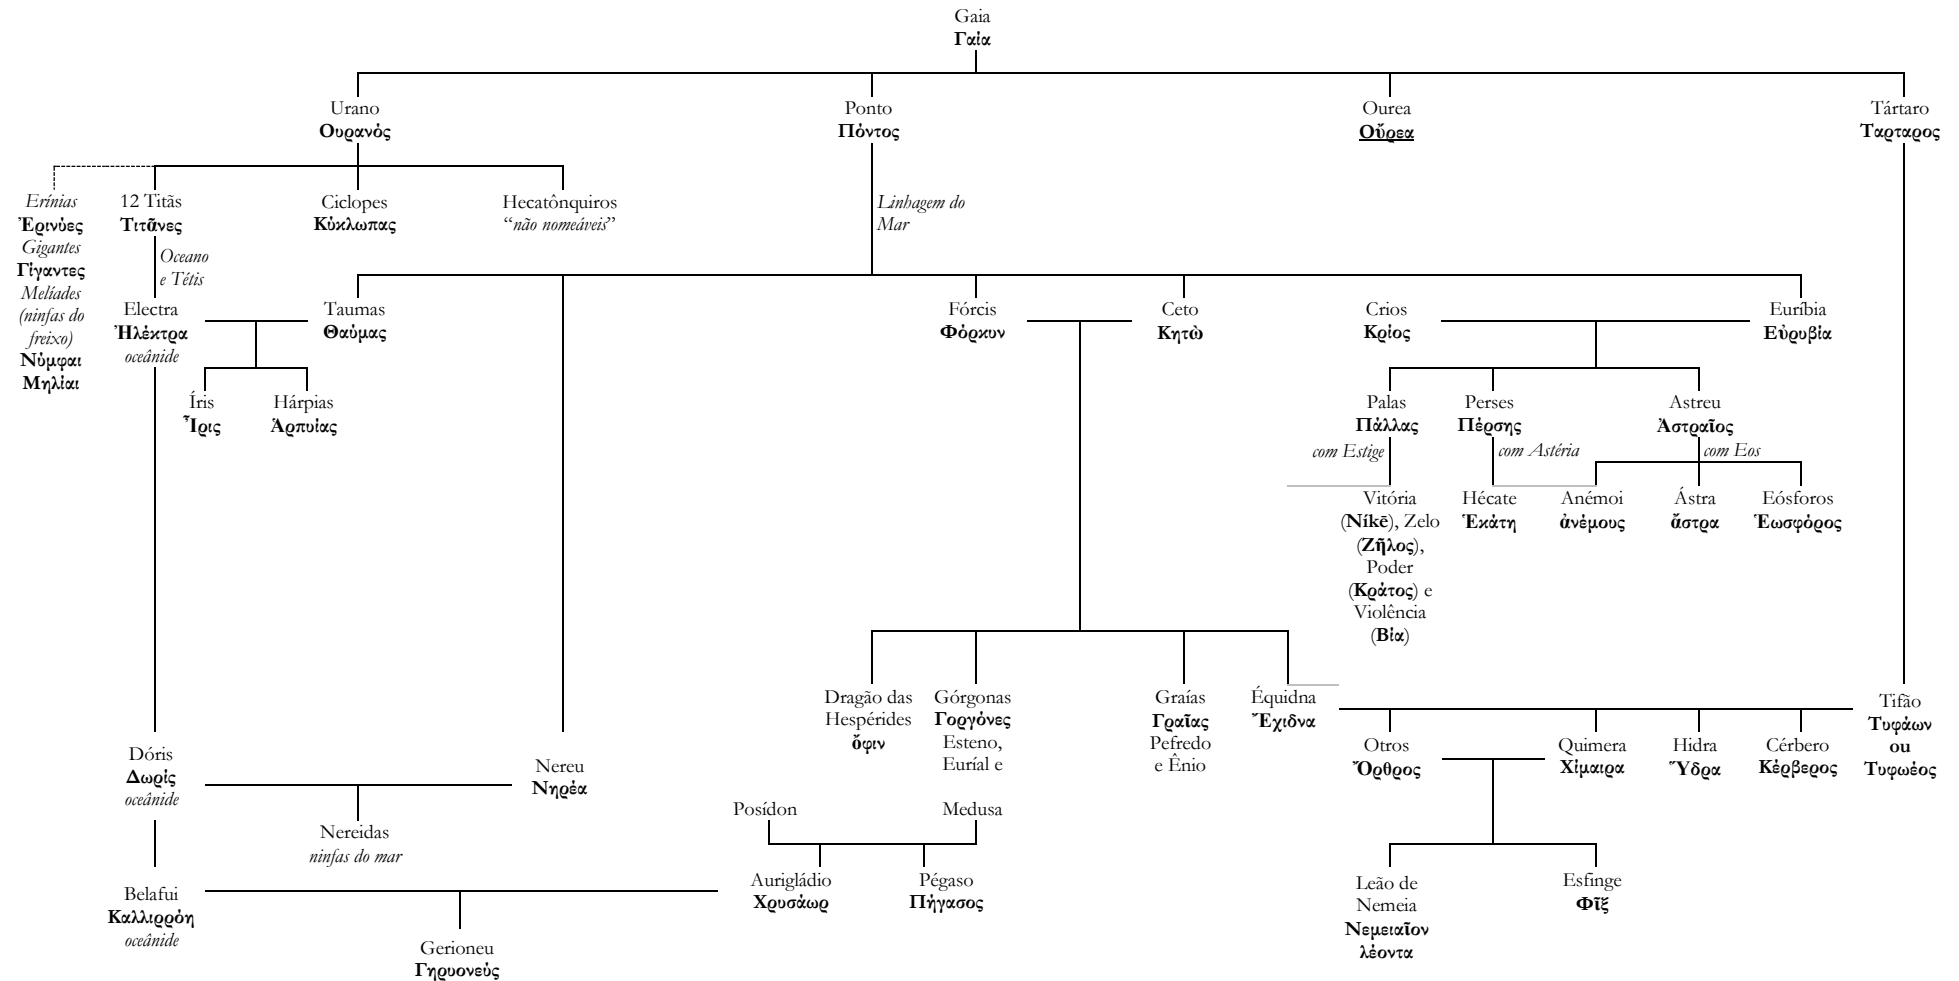 Gaia
Γαία
Urano
Ουρανός
Ponto
Πόντος
Ourea
Οὔρεα
Tártaro
Ταρταρος
Erínias
Ἐρινύες
Gigantes
Γίγαντες
Melíades
(ninfas do
freixo)
Νύμφαι
Μηλίαι
12 Titãs
Τιτᾶνες
Ciclopes
Κύκλωπας
Hecatônquiros
“não nomeáveis”
Linhagem do
Mar
Oceano
e Tétis
Electra
Ἠλέκτρα
oceânide
Taumas
Θαύμας
Fórcis
Φόρκυν
Ceto
Κητὼ
Crios
Κρίος
Euríbia
Εὐρυβία
Íris
Ἶρις
Hárpias
Ἁρπυίας
Palas
Πάλλας
Perses
Πέρσης
Astreu
Ἀστραῖος
com Estige
com Astéria
com Eos
Vitória
(Níkē), Zelo
(Ζῆλος),
Poder
(Κράτος) e
Violência
(Βία)
Hécate
Ἑκάτη
Anémoi
ἀνέμους
Ástra
ἄστρα
Eósforos
Ἑωσφόρος
Dragão das
Hespérides
ὄφιν
Górgonas
Γοργόνες
Esteno,
Euríal e
Graías
Γραῖας
Pefredo
e Ênio
Équidna
Ἔχιδνα
Tifão
Τυφάων
ou
Τυφωέος
Dóris
Δωρίς
oceânide
Nereu
Νηρέα
Otros
Ὄρθρος
Quimera
Χίμαιρα
Hidra
Ὕδρα
Cérbero
Κέρβερος
Nereidas
ninfas do mar
Posídon
Medusa
Belafui
Καλλιρρόη
oceânide
Aurigládio
Χρυσάωρ
Pégaso
Πήγασος
Leão de
Nemeia
Νεμειαῖον
λέοντα
Esfinge
Φῖξ
Gerioneu
Γηρυονεύς